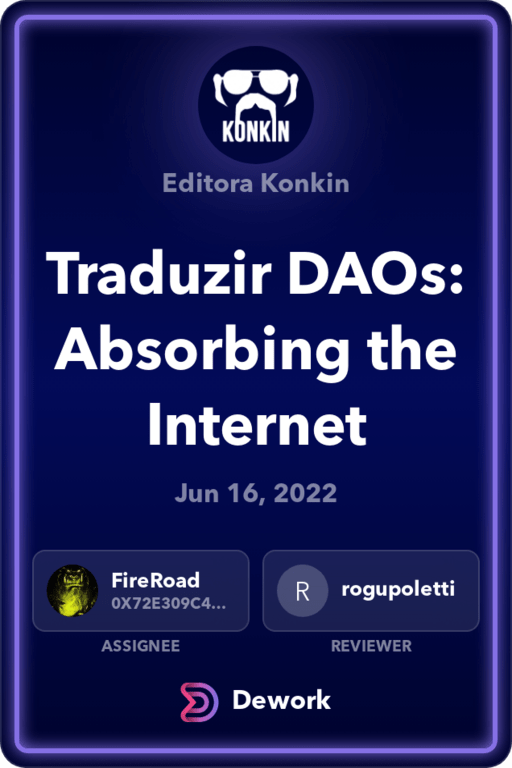 KONKIN
Editora Konkin
Traduzir DAOs:
Absorbing the
Internet
Jun 16, 2022
FireRoad
0X72E309C4...
R
rogupoletti
ASSIGNEE
REVIEWER
Dework